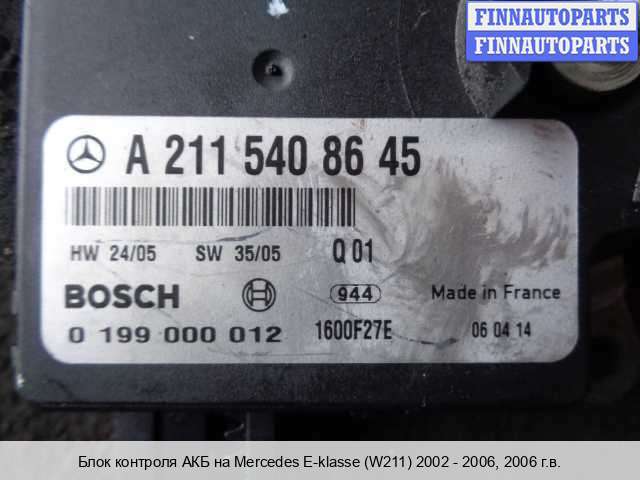 FINNAUTOPARTS
FINNAUTOPARTS
A 211 540 86 45
HW 24/05 SW 35/05 Q 01
BOSCH 944 Made in France
0 199 000 012 1600F27E 06 04 14
Блок контроля АКБ на Mercedes E-klasse (W211) 2002 - 2006, 2006 г.в.